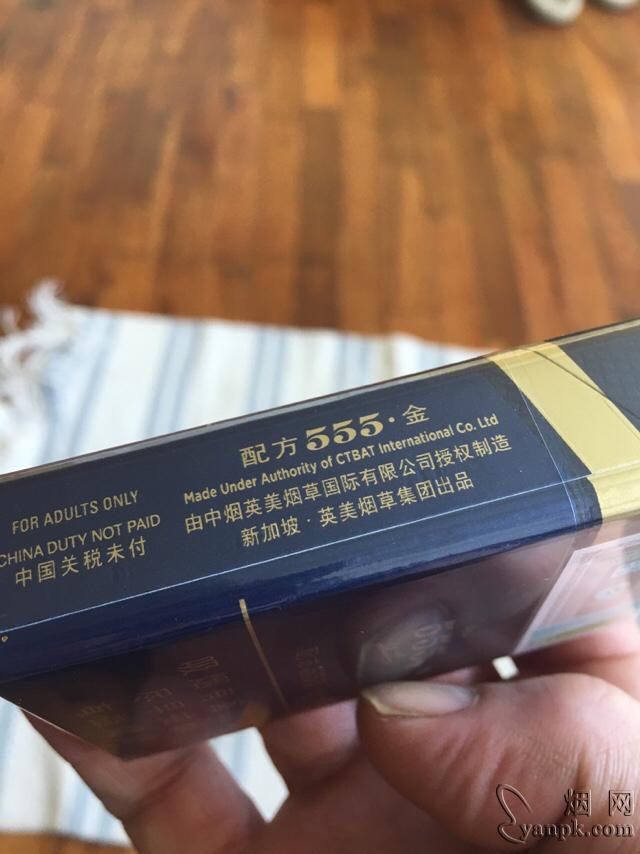 配方555·金
Made Under Authority of CTBAT International Co. Ltd
由中烟英美烟草国际有限公司授权制造
新加坡·英美烟草集团出品
FOR ADULTS ONLY
CHINA DUTY NOT PAID
中国关税未付
烟网
yanpk.com